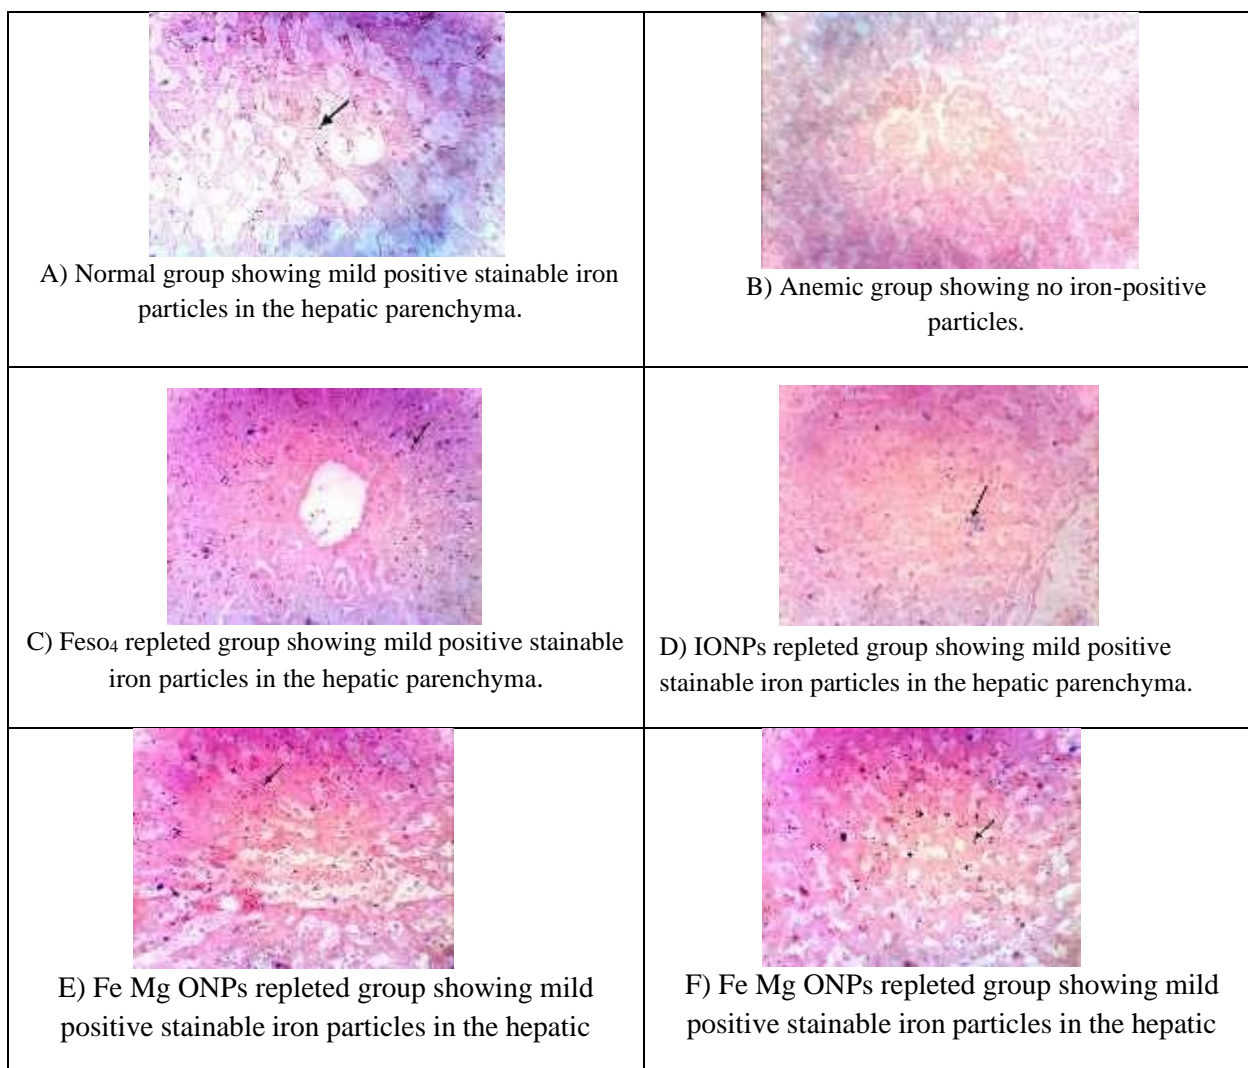 A) Normal group showing mild positive stainable iron
particles in the hepatic parenchyma.
B) Anemic group showing no iron-positive
particles.
C) Feso₄ repleted group showing mild positive stainable
iron particles in the hepatic parenchyma.
D) IONPs repleted group showing mild positive
stainable iron particles in the hepatic parenchyma.
E) Fe Mg ONPs repleted group showing mild
positive stainable iron particles in the hepatic
F) Fe Mg ONPs repleted group showing mild
positive stainable iron particles in the hepatic